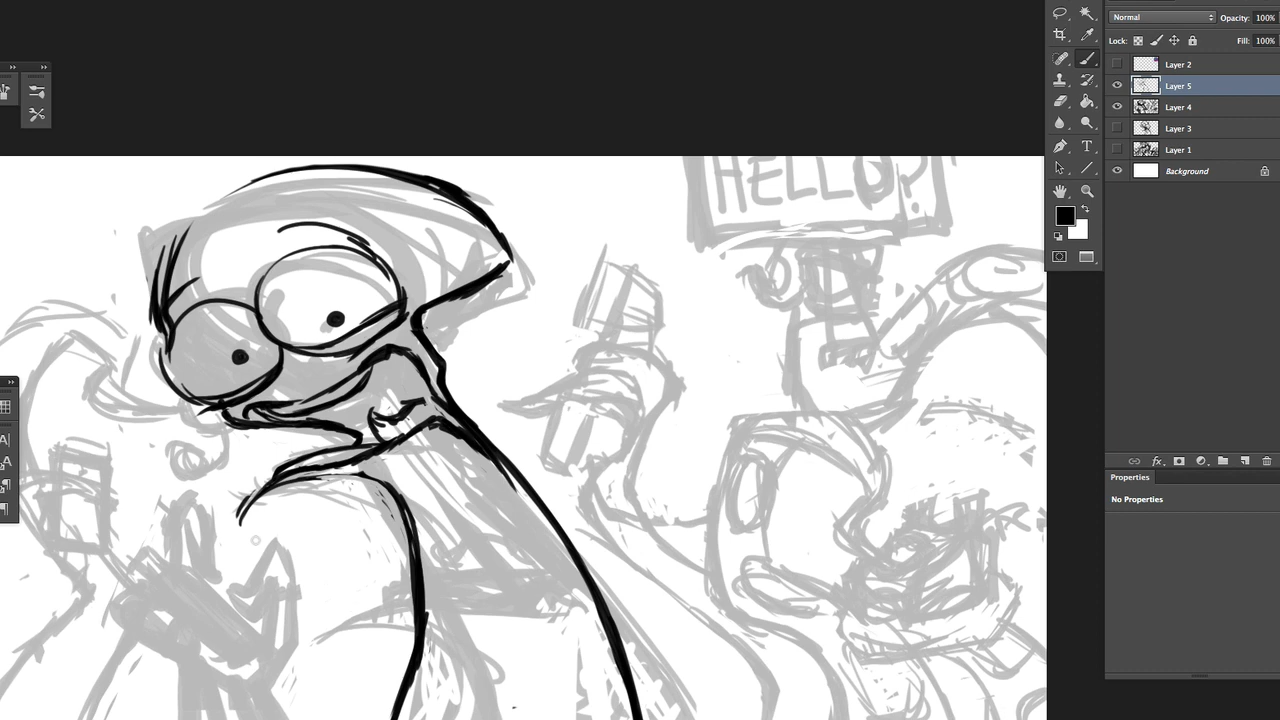 Normal
Opacity: 100%
Lock:
Fill: 100%
Layer 2
Layer 5
Layer 4
Layer 3
Layer 1
Background
T
fx
Properties
No Properties
HELLO?
A
A